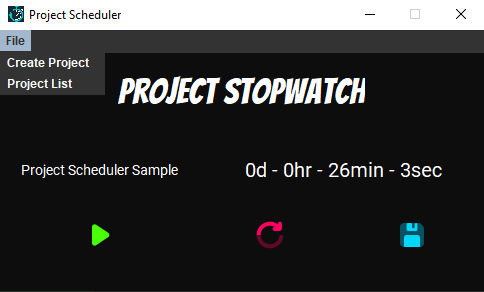 Project Scheduler
File
Create Project
Project List
PROJECT STOPWATCH
Project Scheduler Sample
0d - 0hr - 26min - 3sec